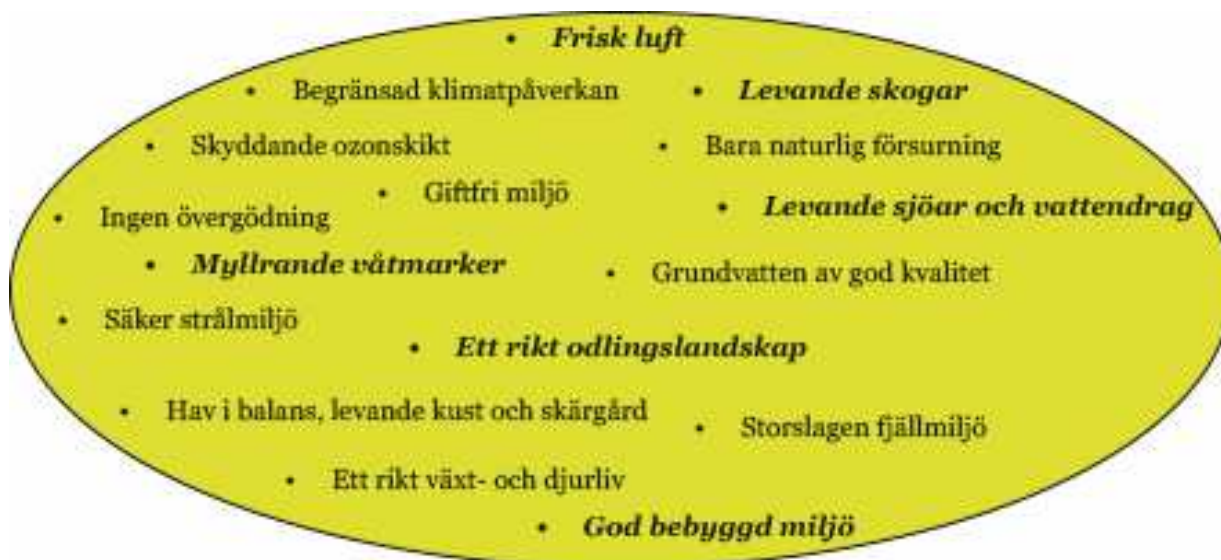 • Frisk luft
• Begränsad klimatpåverkan • Levande skogar
• Skyddande ozonskikt • Bara naturlig försurning
• Giftfri miljö
• Ingen övergödning • Levande sjöar och vattendrag
• Myllrande våtmarker • Grundvatten av god kvalitet
• Säker strålmiljö
• Ett rikt odlingslandskap
• Hav i balans, levande kust och skärgård • Storslagen fjällmiljö
• Ett rikt växt- och djurliv
• God bebyggd miljö